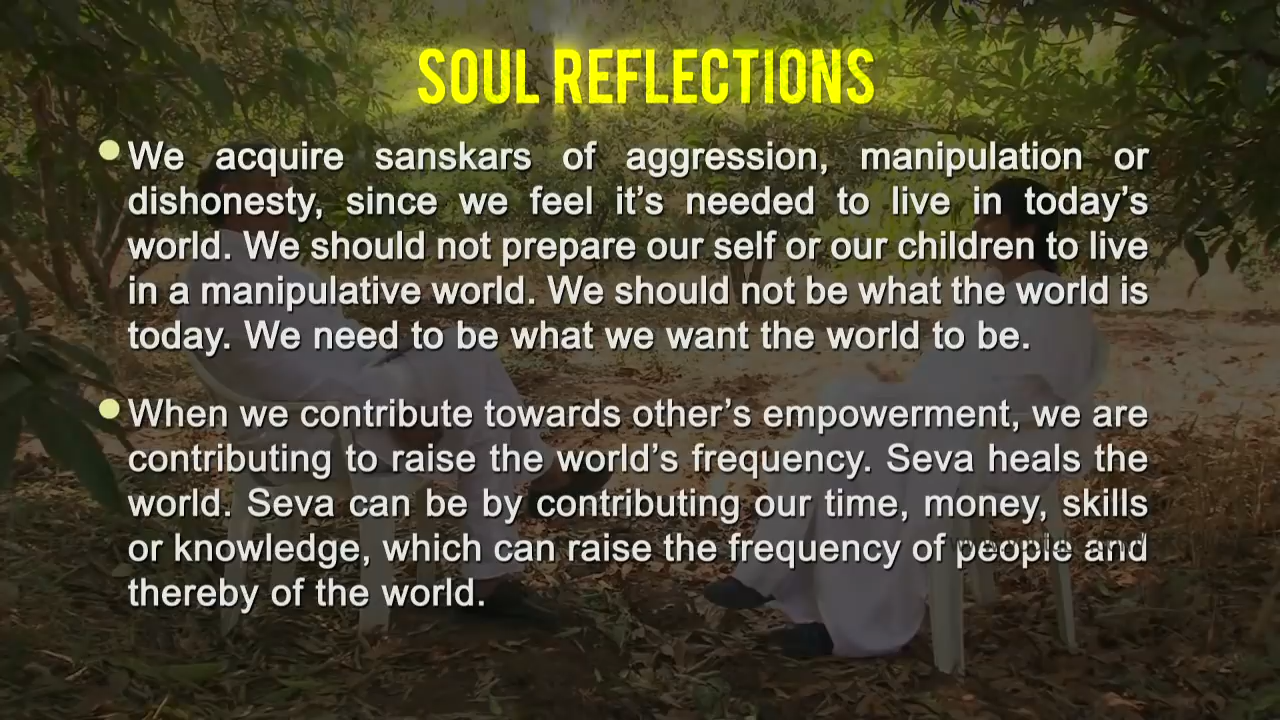 SOUL REFLECTIONS
We acquire sanskars of aggression, manipulation or
dishonesty, since we feel it's needed to live in today's
world. We should not prepare our self or our children to live
in a manipulative world. We should not be what the world is
today. We need to be what we want the world to be.
When we contribute towards other's empowerment, we are
contributing to raise the world's frequency. Seva heals the
world. Seva can be by contributing our time, money, skills
or knowledge, which can raise the frequency of people and
thereby of the world.